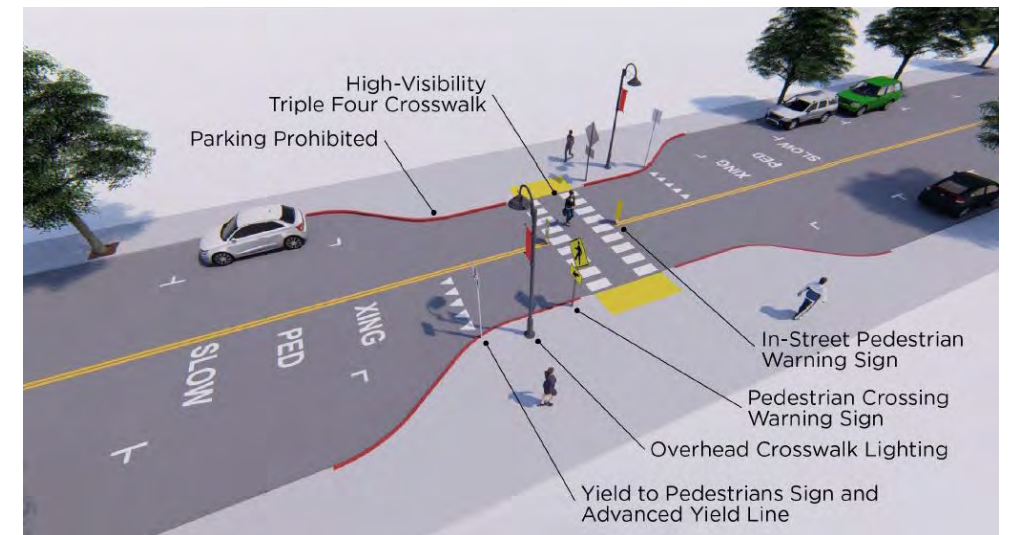 High-Visibility
Triple Four Crosswalk
Parking Prohibited
SLOW
PED
XING
XING
PED
SLOW
In-Street Pedestrian
Warning Sign
Pedestrian Crossing
Warning Sign
Overhead Crosswalk Lighting
Yield to Pedestrians Sign and
Advanced Yield Line